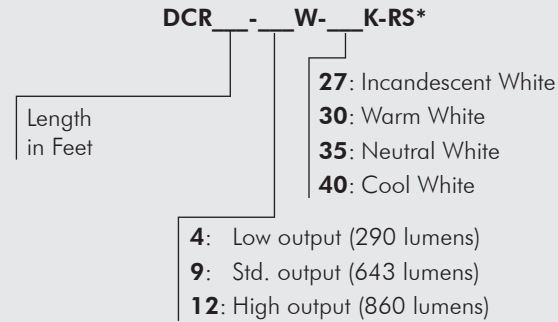 DCR___-___W-___K-RS*
27: Incandescent White
30: Warm White
35: Neutral White
40: Cool White
Length
in Feet
4: Low output (290 lumens)
9: Std. output (643 lumens)
12: High output (860 lumens)